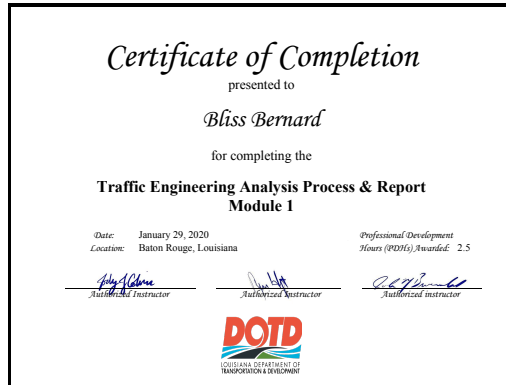 Certificate of Completion
presented to
Bliss Bernard
for completing the
Traffic Engineering Analysis Process & Report
Module 1
Date: January 29, 2020
Location: Baton Rouge, Louisiana
Professional Development
Hours (PDHs) Awarded: 2.5
Authorized Instructor
Authorized Instructor
Authorized instructor
DOTD
LOUISIANA DEPARTMENT OF
TRANSPORTATION & DEVELOPMENT